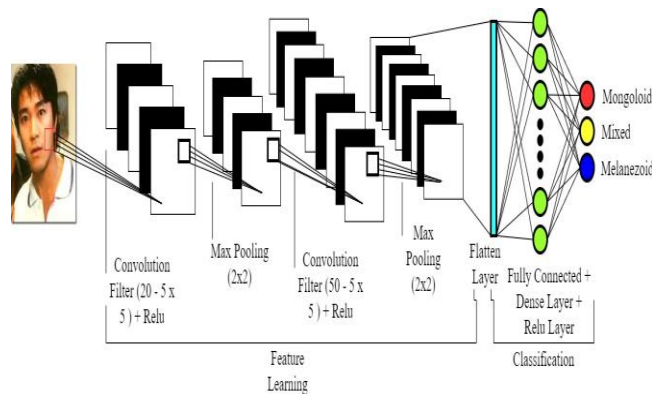 Mongoloid
Mixed
Melanezoid
Convolution
Filter (20 - 5 x
5 ) + Relu
Max Pooling
(2x2)
Convolution
Filter (50 - 5 x
5 ) + Relu
Max
Pooling
(2x2)
Flatten
Layer
Fully Connected +
Dense Layer +
Relu Layer
Feature
Learning
Classification